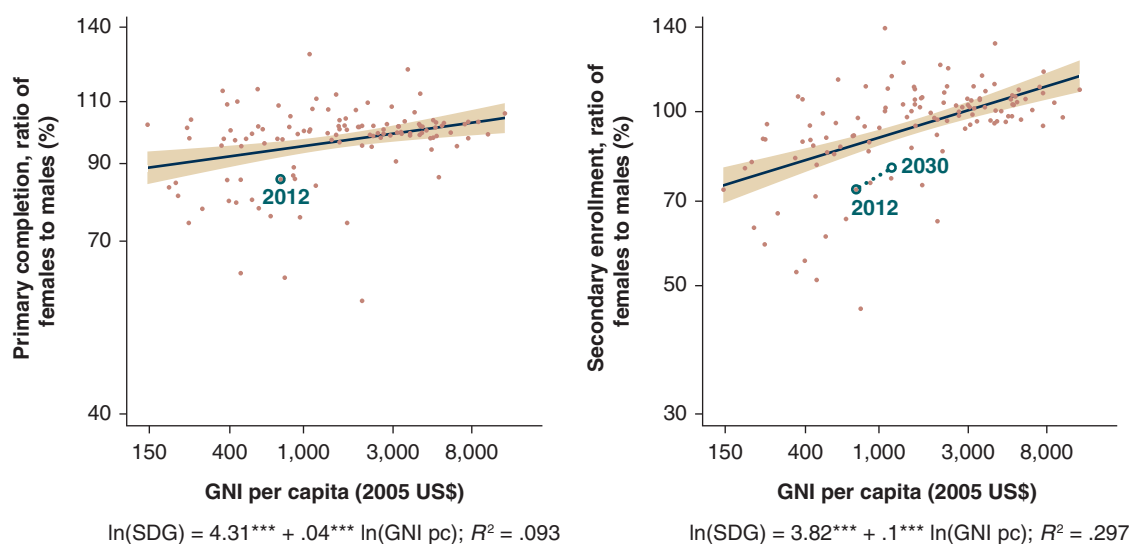 Primary completion, ratio of
females to males (%)
140
110
90
70
40
2012
150
400
1,000
3,000
8,000
GNI per capita (2005 US$)
ln(SDG) = 4.31*** + .04*** ln(GNI pc); R² = .093
Secondary enrollment, ratio of
females to males (%)
140
100
70
50
30
2030
2012
150
400
1,000
3,000
8,000
GNI per capita (2005 US$)
ln(SDG) = 3.82*** + .1*** ln(GNI pc); R² = .297